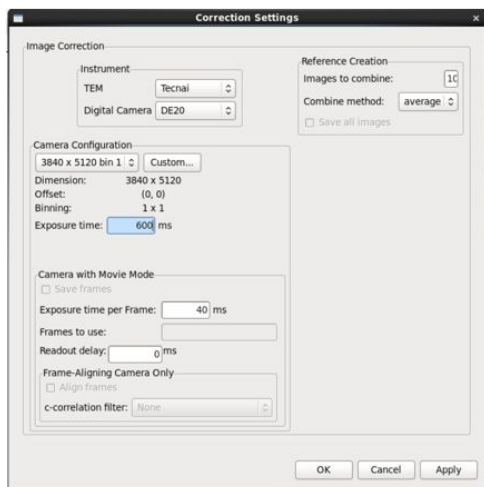 Correction Settings
Image Correction
Instrument
TEM Tecnai
Digital Camera DE20
Reference Creation
Images to combine: 10
Combine method: average
Save all images
Camera Configuration
3840 x 5120 bin 1 Custom...
Dimension: 3840 x 5120
Offset: (0, 0)
Binning: 1 x 1
Exposure time: 600 ms
Camera with Movie Mode
Save frames
Exposure time per Frame: 40 ms
Frames to use:
Readout delay: 0 ms
Frame-Aligning Camera Only
Align frames
c-correlation filter: None
OK Cancel Apply